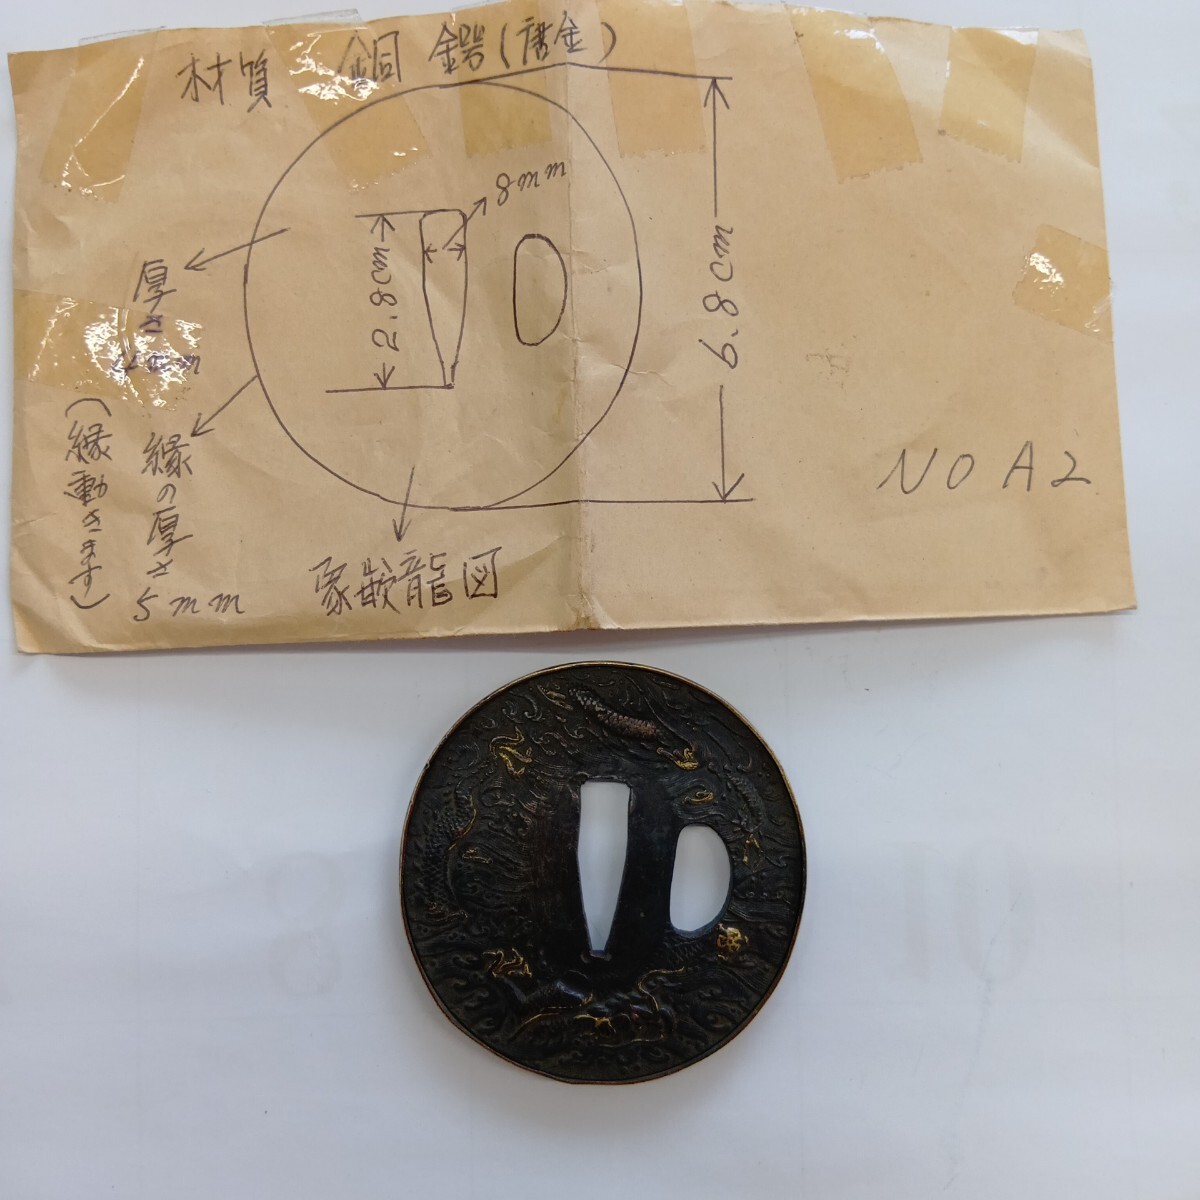 材質 銅 鍔(唐金)
8mm
2.8cm
6.8cm
厚さ
4mm
縁の厚さ
5mm
(縁動きます)
象嵌龍図
NO A2